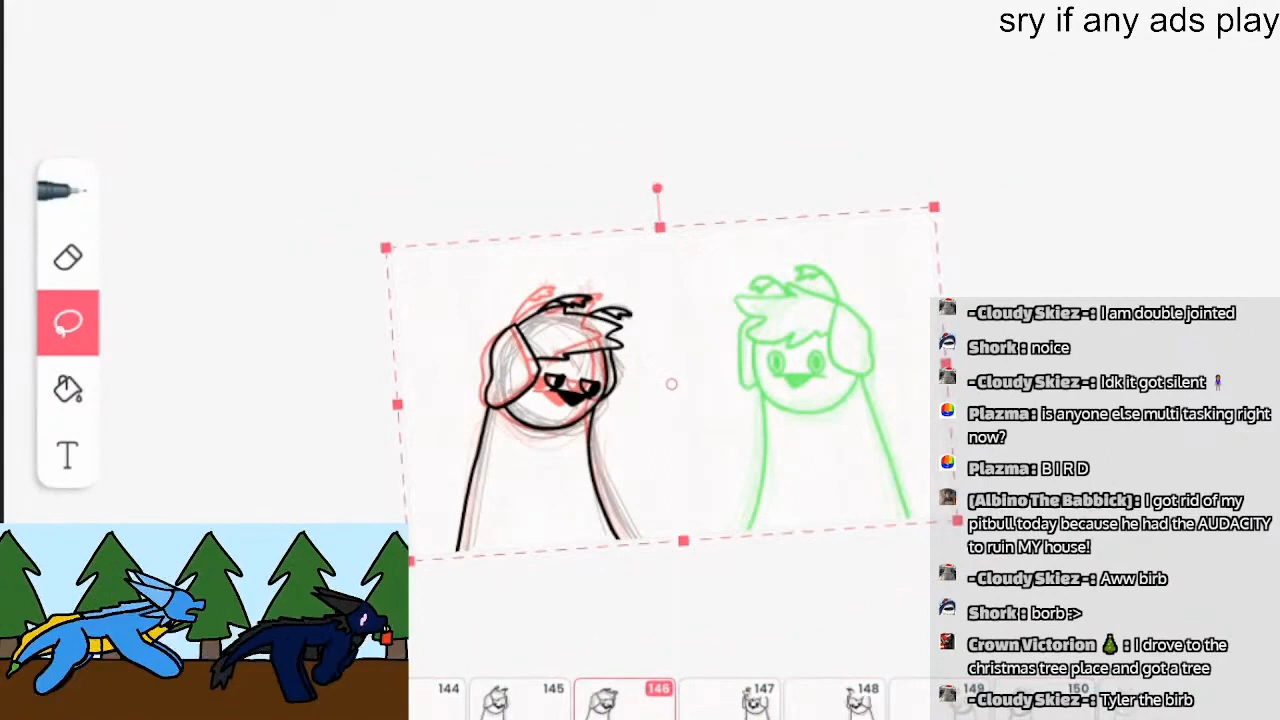 sry if any ads play
-Cloudy Skiez-: I am double jointed
Shork: noice
-Cloudy Skiez-: Idk it got silent 🧍‍♀️
Plazma: is anyone else multi tasking right
now?
Plazma: B I R D
(Albino The Babbick): I got rid of my
pitbull today because he had the AUDACITY
to ruin MY house!
-Cloudy Skiez-: Aww birb
Shork: borb :>
Crown Victorion 🎄: I drove to the
christmas tree place and got a tree
-Cloudy Skiez-: Tyler the birb
T
144 145 146 147 148 149 150